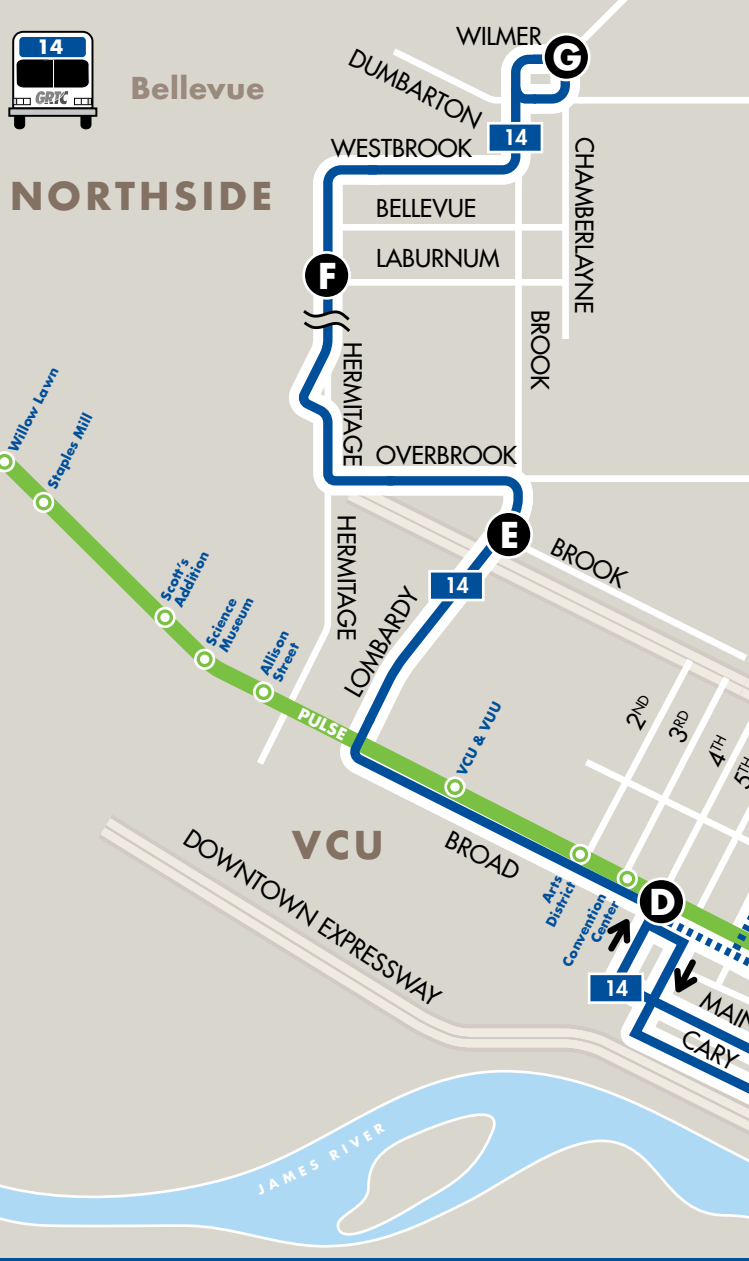 14
GRTC
Bellevue
NORTHSIDE
WILMER
G
DUMBARTON
14
WESTBROOK
CHAMBERLAYNE
BELLEVUE
LABURNUM
F
BROOK
HERMITAGE
OVERBROOK
Willow Lawn
Staples Mill
E
BROOK
HERMITAGE
14
LOMBARDY
Scott's
Addition
Science
Museum
Allison
Street
PULSE
2ND
3RD
4TH
5TH
VCU & VUU
VCU
BROAD
DOWNTOWN EXPRESSWAY
Arts
District
Convention
Center
D
14
MAIN
CARY
JAMES RIVER